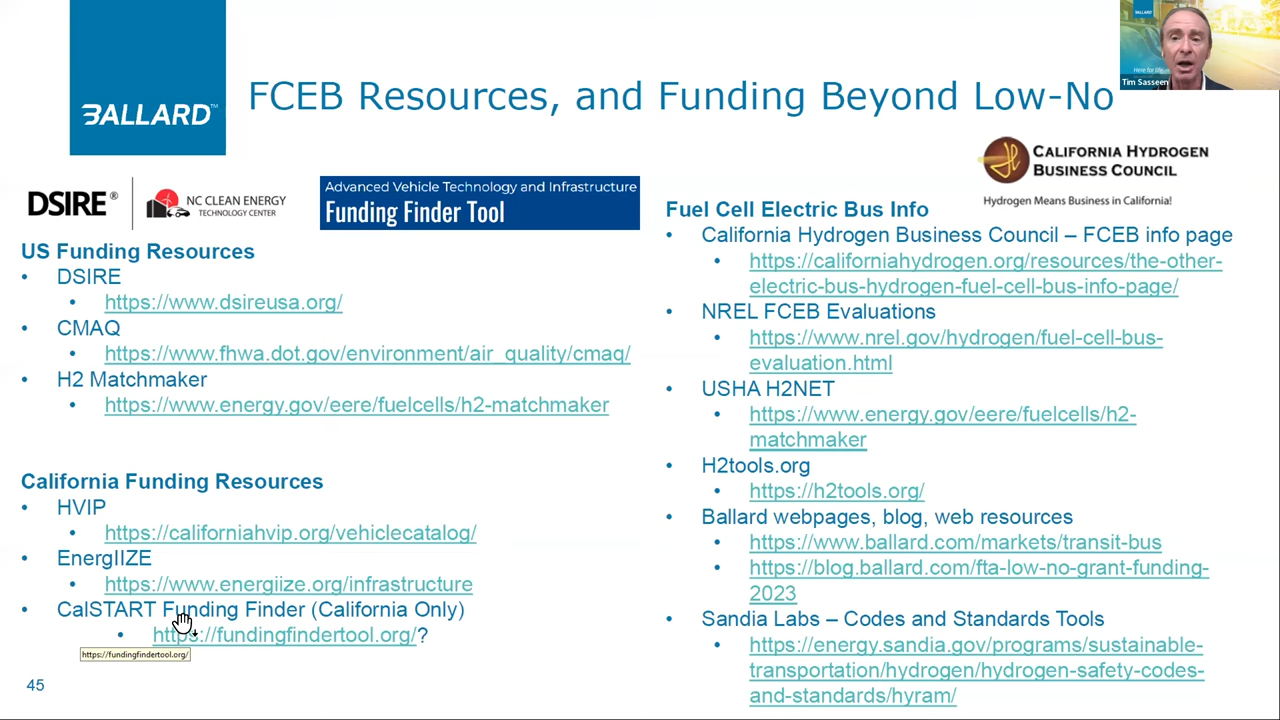 BALLARD™
FCEB Resources, and Funding Beyond Low-No
BALLARD
Here for life
Tim Sasseen
DSIRE®
NC CLEAN ENERGY
TECHNOLOGY CENTER
Advanced Vehicle Technology and Infrastructure
Funding Finder Tool
CALIFORNIA HYDROGEN
BUSINESS COUNCIL
Hydrogen Means Business in California!
US Funding Resources
• DSIRE
• https://www.dsireusa.org/
• CMAQ
• https://www.fhwa.dot.gov/environment/air_quality/cmaq/
• H2 Matchmaker
• https://www.energy.gov/eere/fuelcells/h2-matchmaker
California Funding Resources
• HVIP
• https://californiahvip.org/vehiclecatalog/
• EnergIIZE
• https://www.energiize.org/infrastructure
• CalSTART Funding Finder (California Only)
• https://fundingfindertool.org/?
https://fundingfindertool.org/
45
Fuel Cell Electric Bus Info
• California Hydrogen Business Council – FCEB info page
• https://californiahydrogen.org/resources/the-other-
electric-bus-hydrogen-fuel-cell-bus-info-page/
• NREL FCEB Evaluations
• https://www.nrel.gov/hydrogen/fuel-cell-bus-
evaluation.html
• USHA H2NET
• https://www.energy.gov/eere/fuelcells/h2-
matchmaker
• H2tools.org
• https://h2tools.org/
• Ballard webpages, blog, web resources
• https://www.ballard.com/markets/transit-bus
• https://blog.ballard.com/fta-low-no-grant-funding-
2023
• Sandia Labs – Codes and Standards Tools
• https://energy.sandia.gov/programs/sustainable-
transportation/hydrogen/hydrogen-safety-codes-
and-standards/hyram/